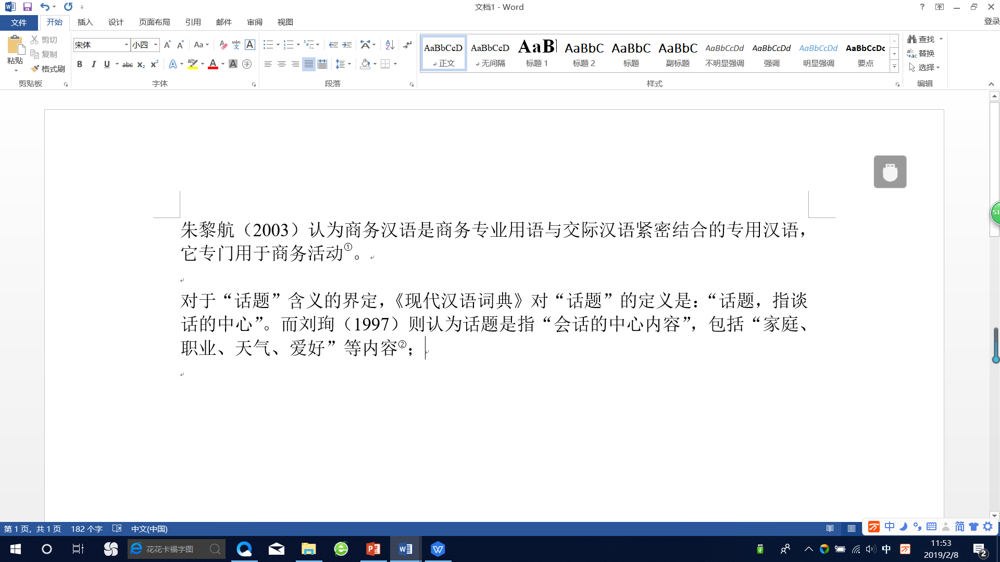 文档1 - Word
登录
文件 开始 插入 设计 页面布局 引用 邮件 审阅 视图
粘贴 剪切 复制 格式刷
宋体 小四
AaBbCcD AaBbCcD AaBl AaBbC AaBbC AaBbC AaBbCcDd AaBbCcDd AaBbCcDd AaBbCcDc
正文 无间隔 标题 1 标题 2 标题 副标题 不明显强调 强调 明显强调 要点
查找
替换
选择
剪贴板 字体 段落 样式 编辑
朱黎航（2003）认为商务汉语是商务专业用语与交际汉语紧密结合的专用汉语，
它专门用于商务活动①。
对于“话题”含义的界定，《现代汉语词典》对“话题”的定义是：“话题，指谈
话的中心”。而刘珣（1997）则认为话题是指“会话的中心内容”，包括“家庭、
职业、天气、爱好”等内容②；
51
第 1 页，共 1 页 182 个字 中文(中国)
中 简
花花卡福字图
中
11:53
2019/2/8
2